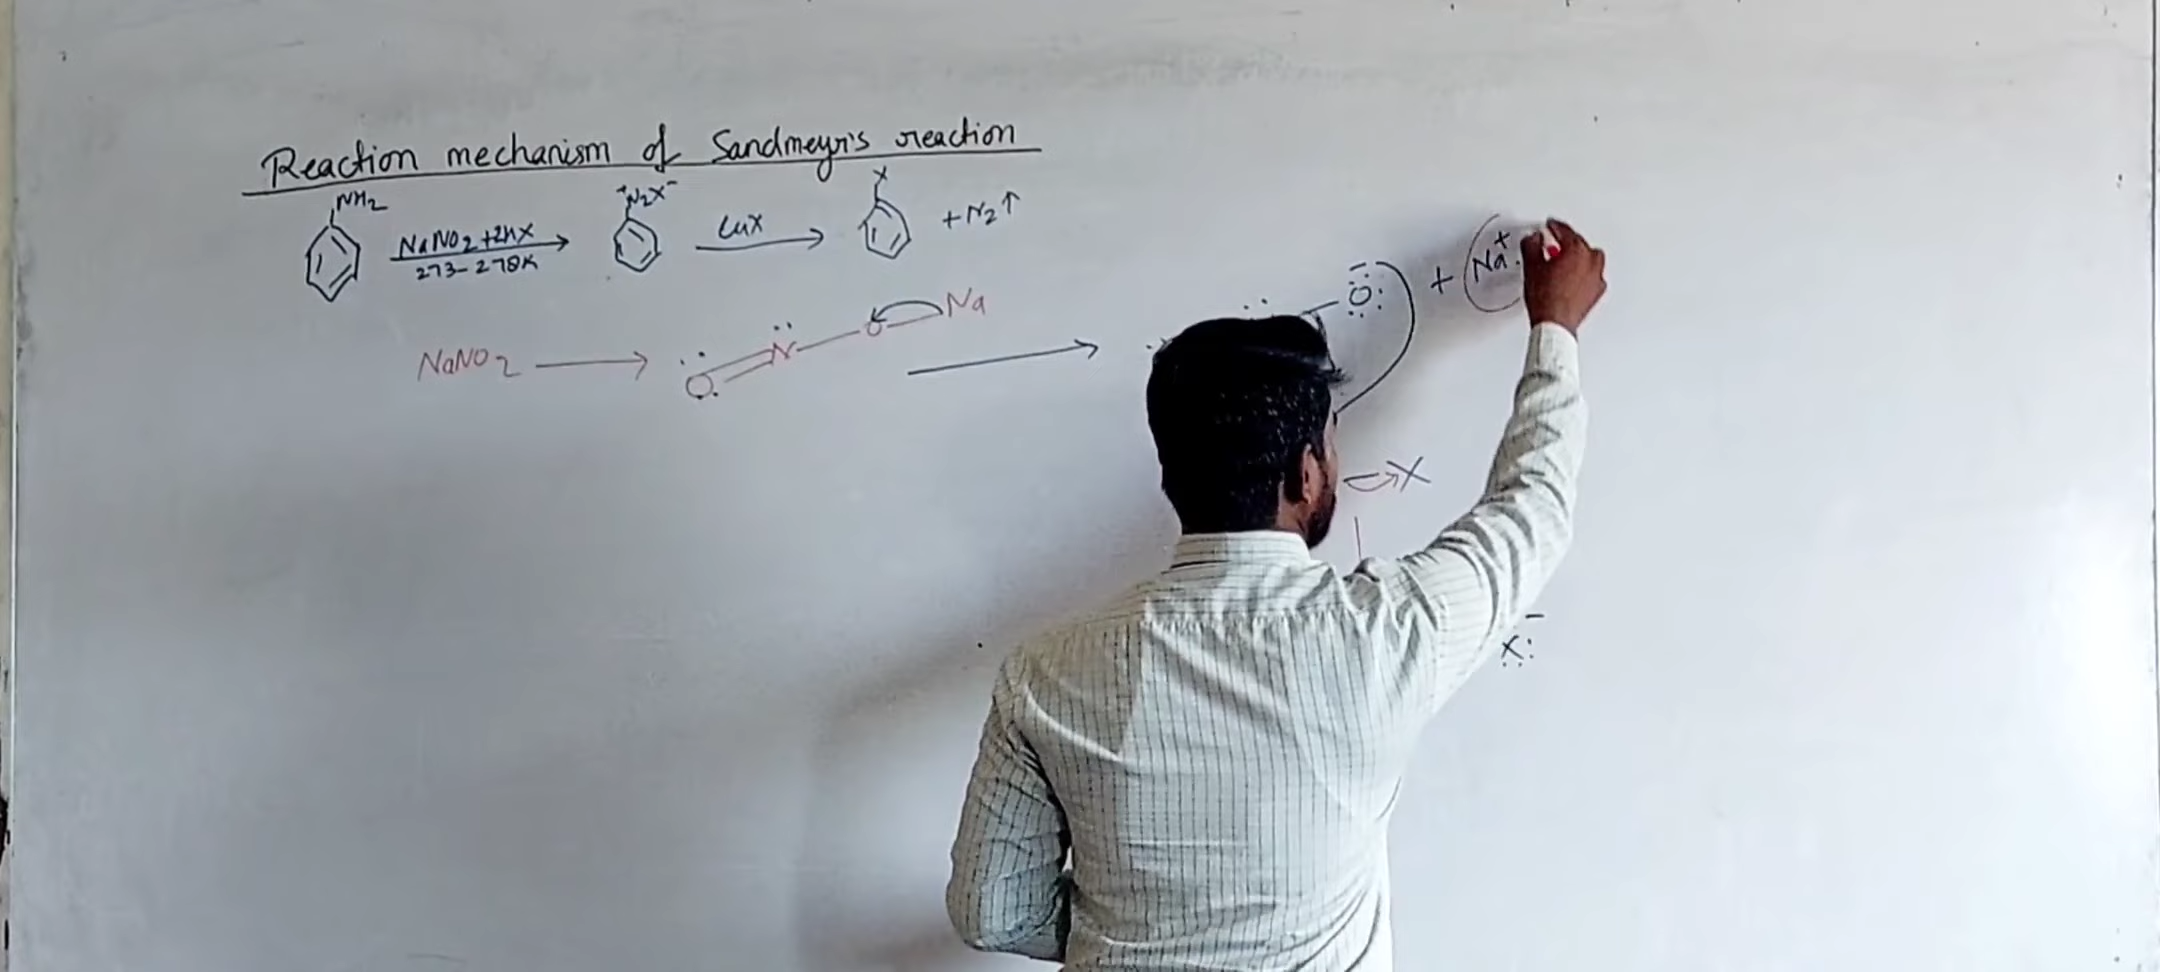 Reaction mechanism of Sandmeyr's reaction
NH2 NaNO2+2HX 273-278K +N2X- CuX X +N2↑
NaNO2 → :O=N̈-O-Na → -Ö:- + Na+
X
X:-